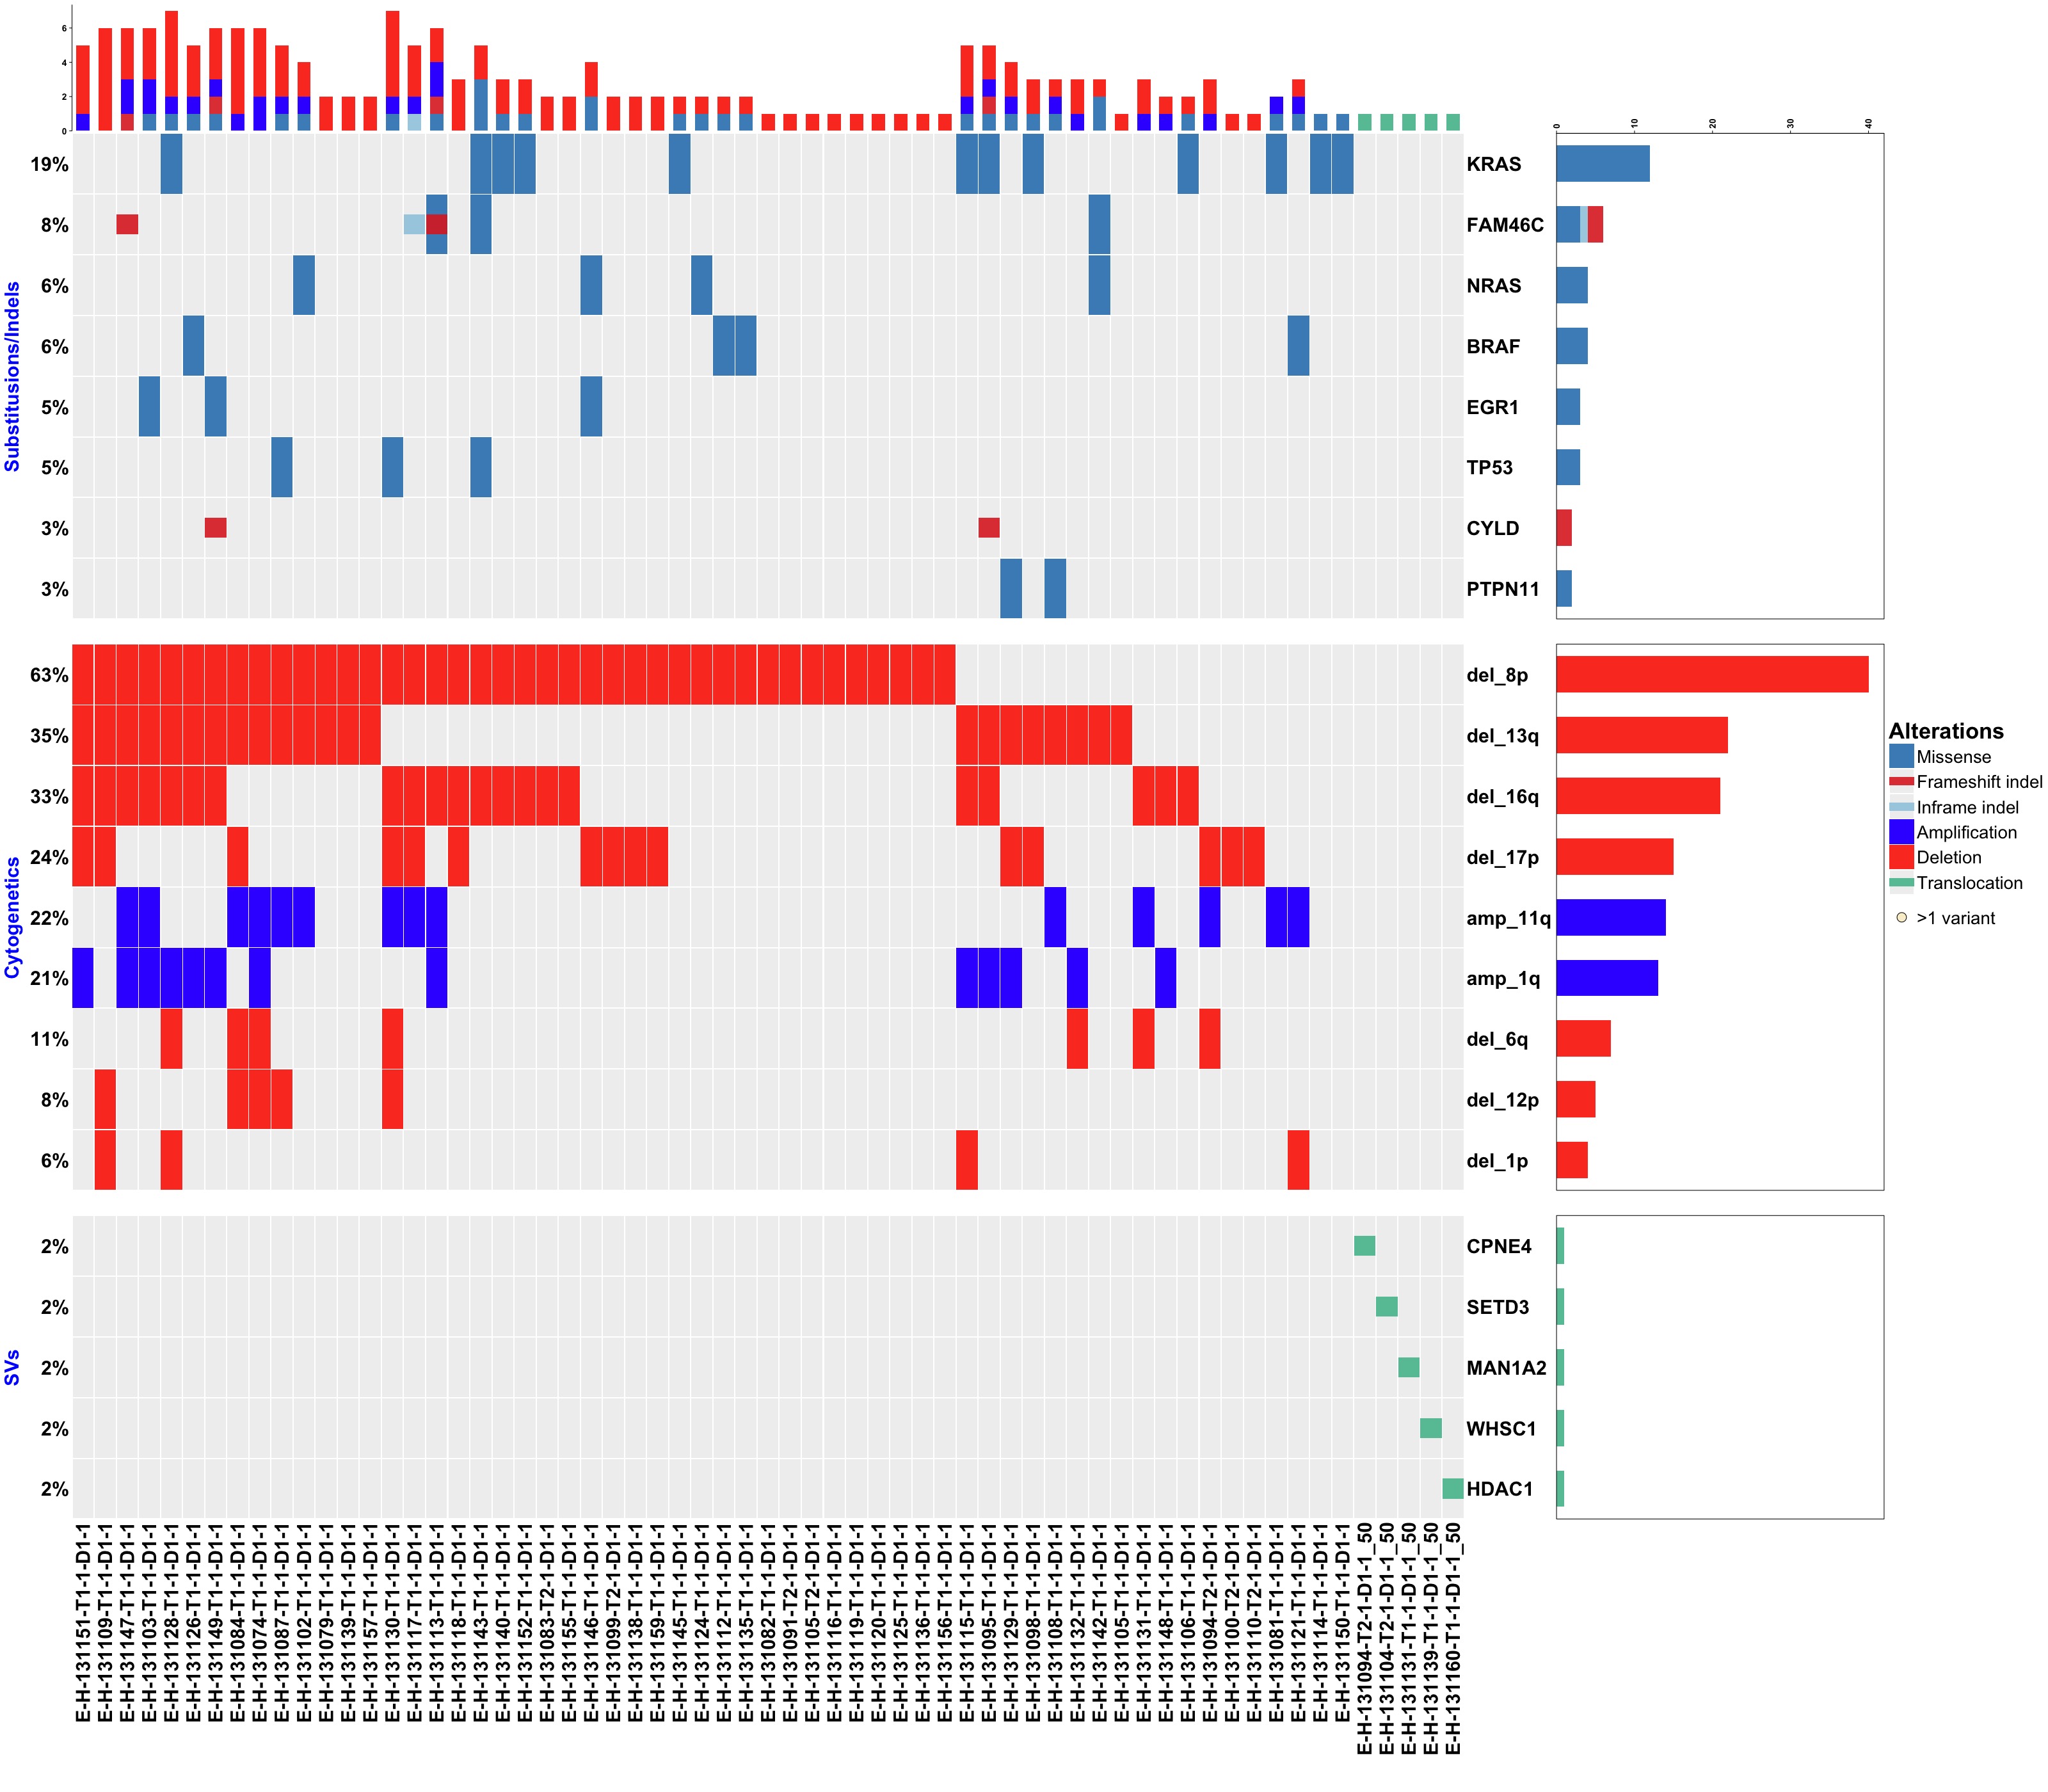 6
4
2
0
0
10
20
30
40
Substitusions/Indels
19% KRAS
8% FAM46C
6% NRAS
6% BRAF
5% EGR1
5% TP53
3% CYLD
3% PTPN11
Cytogenetics
63% del_8p
35% del_13q
33% del_16q
24% del_17p
22% amp_11q
21% amp_1q
11% del_6q
8% del_12p
6% del_1p
Alterations
Missense
Frameshift indel
Inframe indel
Amplification
Deletion
Translocation
>1 variant
SVs
2% CPNE4
2% SETD3
2% MAN1A2
2% WHSC1
2% HDAC1
E-H-131151-T1-1-D1-1
E-H-131109-T1-1-D1-1
E-H-131147-T1-1-D1-1
E-H-131103-T1-1-D1-1
E-H-131128-T1-1-D1-1
E-H-131126-T1-1-D1-1
E-H-131149-T1-1-D1-1
E-H-131084-T1-1-D1-1
E-H-131074-T1-1-D1-1
E-H-131087-T1-1-D1-1
E-H-131102-T1-1-D1-1
E-H-131079-T1-1-D1-1
E-H-131139-T1-1-D1-1
E-H-131157-T1-1-D1-1
E-H-131130-T1-1-D1-1
E-H-131117-T1-1-D1-1
E-H-131113-T1-1-D1-1
E-H-131118-T1-1-D1-1
E-H-131143-T1-1-D1-1
E-H-131140-T1-1-D1-1
E-H-131152-T1-1-D1-1
E-H-131083-T2-1-D1-1
E-H-131155-T1-1-D1-1
E-H-131146-T1-1-D1-1
E-H-131099-T2-1-D1-1
E-H-131138-T1-1-D1-1
E-H-131159-T1-1-D1-1
E-H-131145-T1-1-D1-1
E-H-131124-T1-1-D1-1
E-H-131112-T1-1-D1-1
E-H-131135-T1-1-D1-1
E-H-131082-T1-1-D1-1
E-H-131091-T2-1-D1-1
E-H-131105-T2-1-D1-1
E-H-131116-T1-1-D1-1
E-H-131119-T1-1-D1-1
E-H-131120-T1-1-D1-1
E-H-131125-T1-1-D1-1
E-H-131136-T1-1-D1-1
E-H-131156-T1-1-D1-1
E-H-131115-T1-1-D1-1
E-H-131095-T1-1-D1-1
E-H-131129-T1-1-D1-1
E-H-131098-T1-1-D1-1
E-H-131108-T1-1-D1-1
E-H-131132-T1-1-D1-1
E-H-131142-T1-1-D1-1
E-H-131105-T1-1-D1-1
E-H-131131-T1-1-D1-1
E-H-131148-T1-1-D1-1
E-H-131106-T1-1-D1-1
E-H-131094-T2-1-D1-1
E-H-131100-T2-1-D1-1
E-H-131110-T2-1-D1-1
E-H-131081-T1-1-D1-1
E-H-131121-T1-1-D1-1
E-H-131114-T1-1-D1-1
E-H-131150-T1-1-D1-1
E-H-131094-T2-1-D1-1_50
E-H-131104-T2-1-D1-1_50
E-H-131131-T1-1-D1-1_50
E-H-131139-T1-1-D1-1_50
E-H-131160-T1-1-D1-1_50